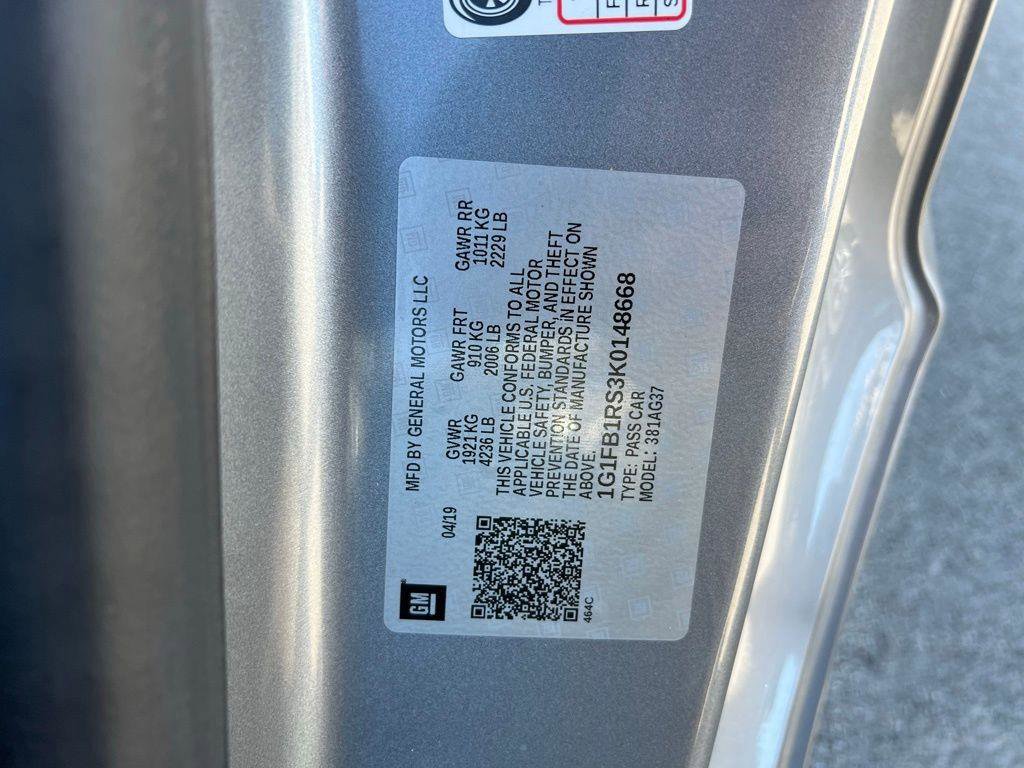 GM
MFD BY GENERAL MOTORS LLC
04/19
GVWR GAWR FRT GAWR RR
1921 KG 910 KG 1011 KG
4236 LB 2006 LB 2229 LB
THIS VEHICLE CONFORMS TO ALL
APPLICABLE U.S. FEDERAL MOTOR
VEHICLE SAFETY, BUMPER, AND THEFT
PREVENTION STANDARDS IN EFFECT ON
THE DATE OF MANUFACTURE SHOWN
ABOVE.
1G1FB1RS3K0148668
TYPE: PASS CAR
MODEL: 381AG37
464C